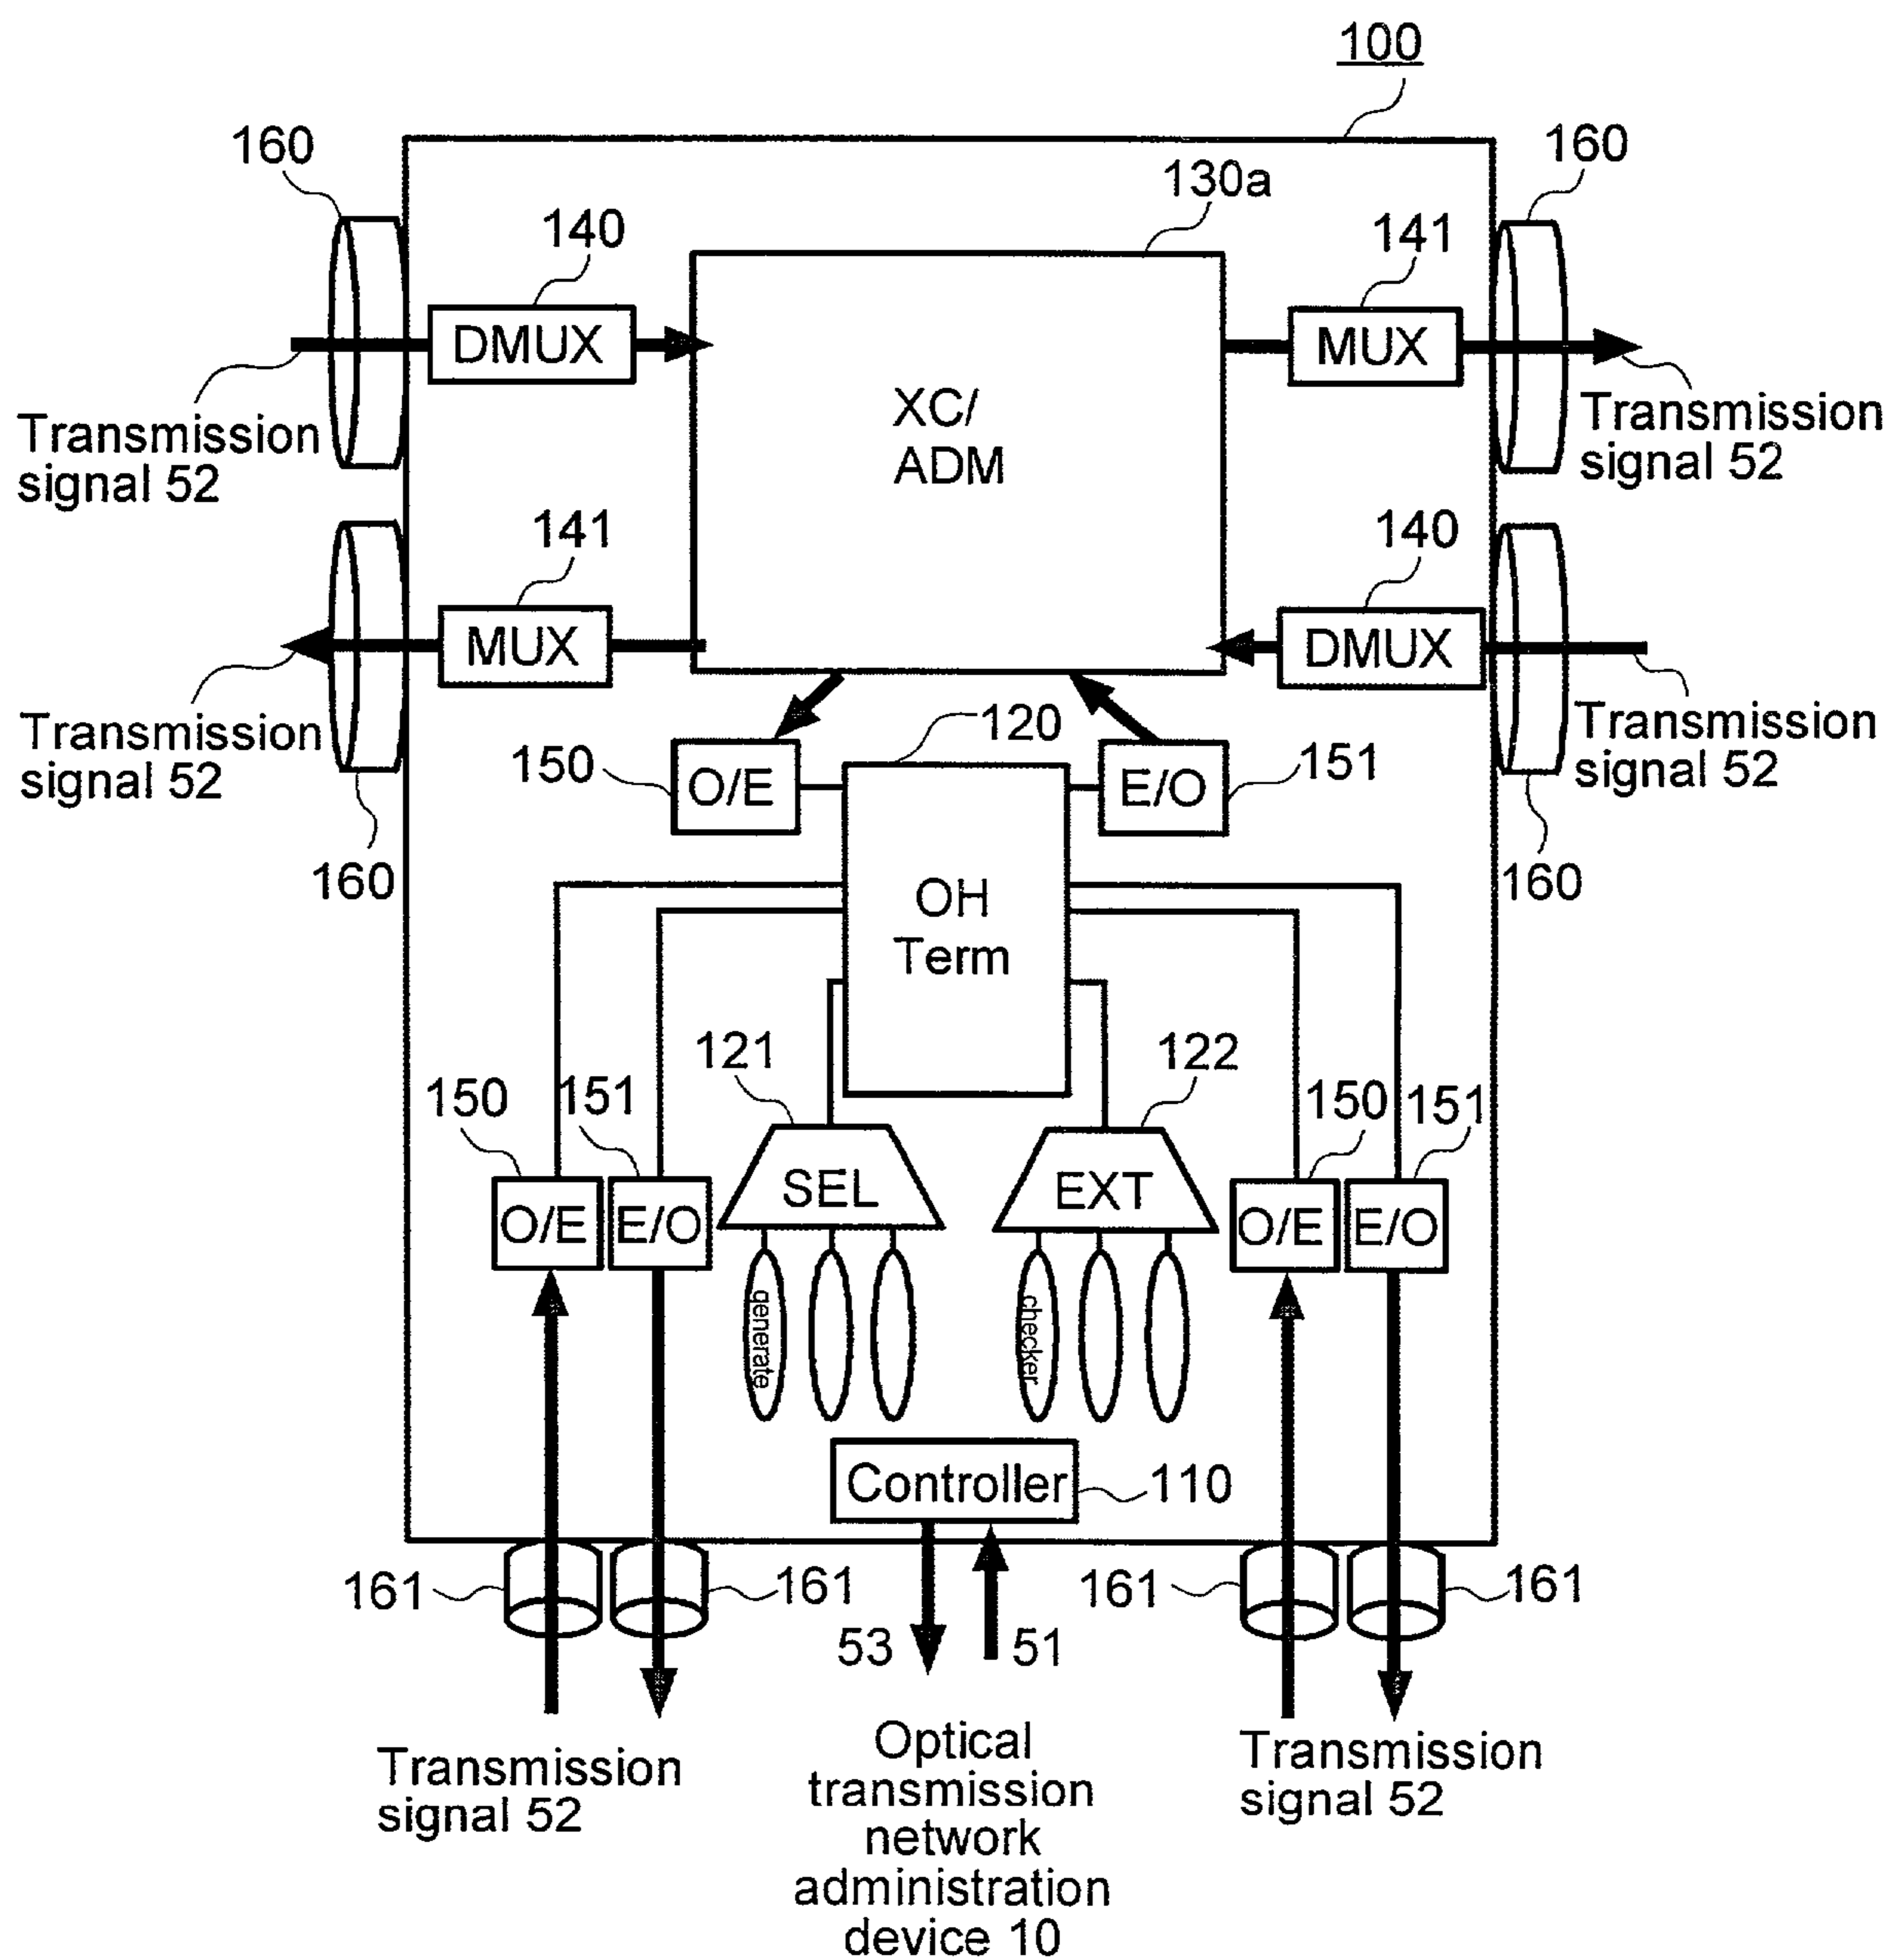 100
160
160
130a
140
141
DMUX
MUX
XC/
ADM
Transmission
signal 52
Transmission
signal 52
141
140
MUX
DMUX
Transmission
signal 52
Transmission
signal 52
150
120
151
O/E
E/O
160
160
OH
Term
121
122
150
151
150
151
SEL
EXT
O/E
E/O
O/E
E/O
generate
checker
Controller
110
161
161
161
161
53
51
Transmission
signal 52
Optical
transmission
network
administration
device 10
Transmission
signal 52